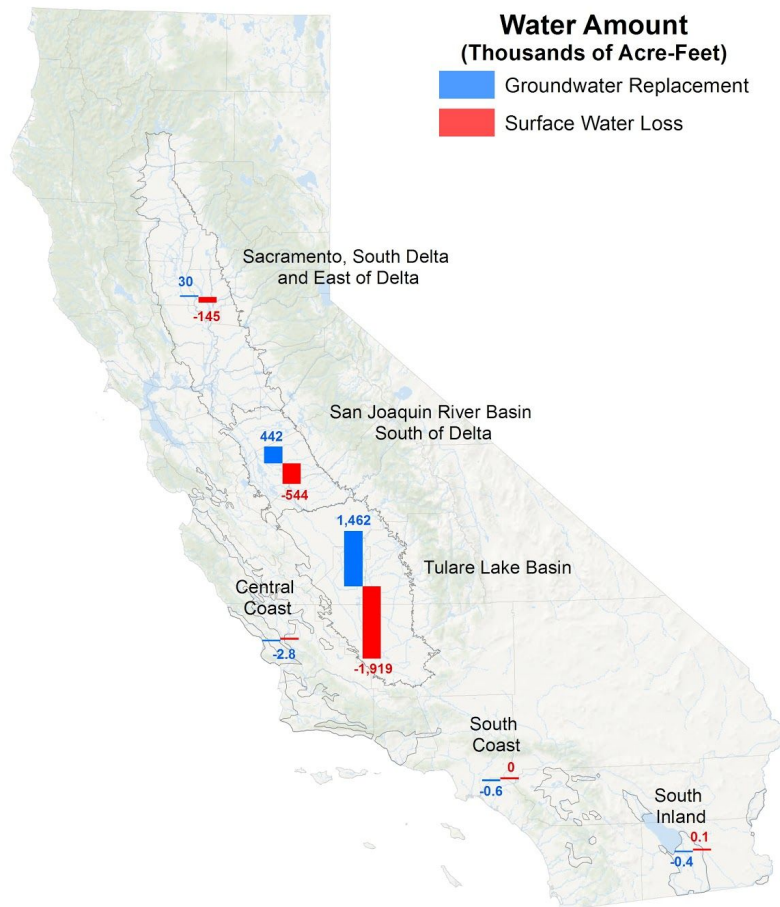 Water Amount
(Thousands of Acre-Feet)
Groundwater Replacement
Surface Water Loss
Sacramento, South Delta
and East of Delta
30
-145
San Joaquin River Basin
South of Delta
442
-544
1,462
Tulare Lake Basin
-1,919
Central
Coast
-2.8
South
Coast
0
-0.6
South
Inland
0.1
-0.4